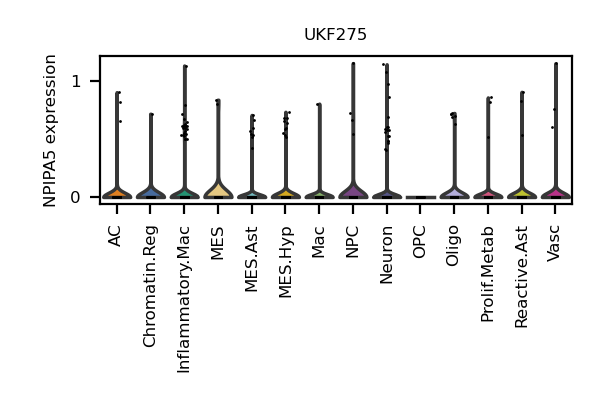 UKF275
NPIPA5 expression
1
0
AC
Chromatin.Reg
Inflammatory.Mac
MES
MES.Ast
MES.Hyp
Mac
NPC
Neuron
OPC
Oligo
Prolif.Metab
Reactive.Ast
Vasc